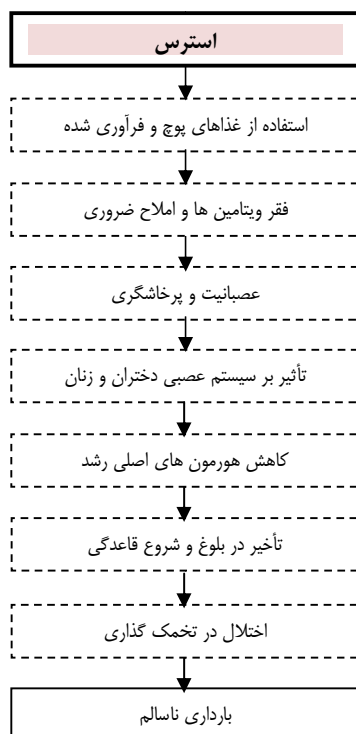 استرس
استفاده از غذاهای پوچ و فرآوری شده
فقر ویتامین ها و املاح ضروری
عصبانیت و پرخاشگری
تأثیر بر سیستم عصبی دختران و زنان
کاهش هورمون های اصلی رشد
تأخیر در بلوغ و شروع قاعدگی
اختلال در تخمک گذاری
بارداری ناسالم